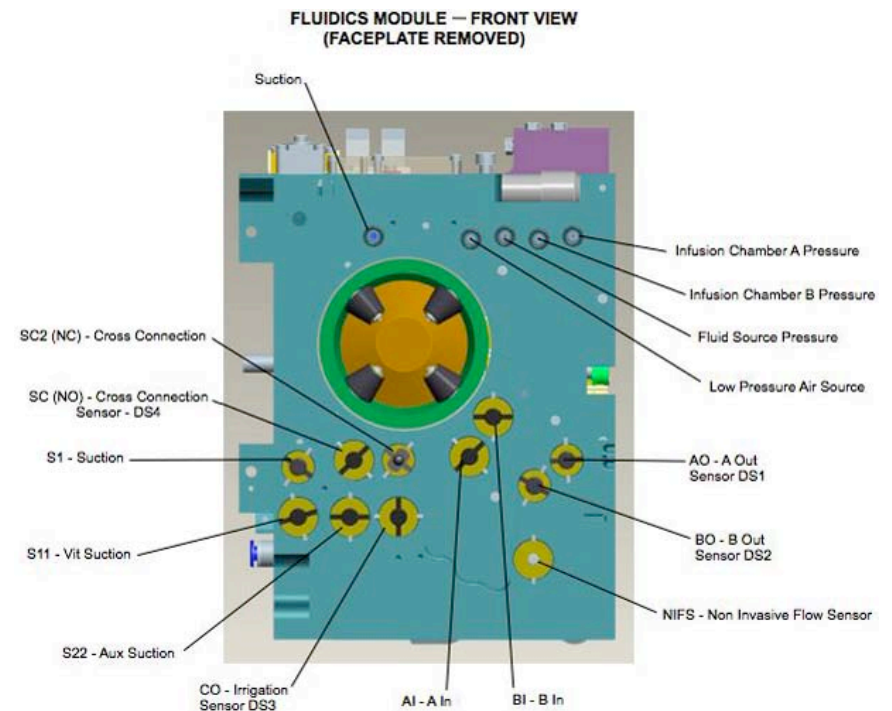 FLUIDICS MODULE — FRONT VIEW
(FACEPLATE REMOVED)
Suction
Infusion Chamber A Pressure
Infusion Chamber B Pressure
SC2 (NC) - Cross Connection
Fluid Source Pressure
SC (NO) - Cross Connection
Sensor - DS4
Low Pressure Air Source
S1 - Suction
AO - A Out
Sensor DS1
S11 - Vit Suction
BO - B Out
Sensor DS2
NIFS - Non Invasive Flow Sensor
S22 - Aux Suction
CO - Irrigation
Sensor DS3
AI - A In
BI - B In